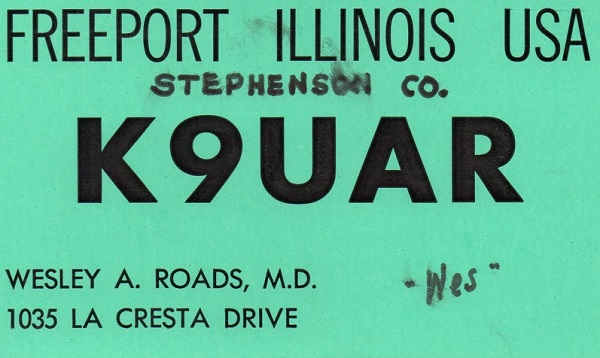 FREEPORT ILLINOIS USA
STEPHENSON CO.
K9UAR
WESLEY A. ROADS, M.D.
"Wes"
1035 LA CRESTA DRIVE